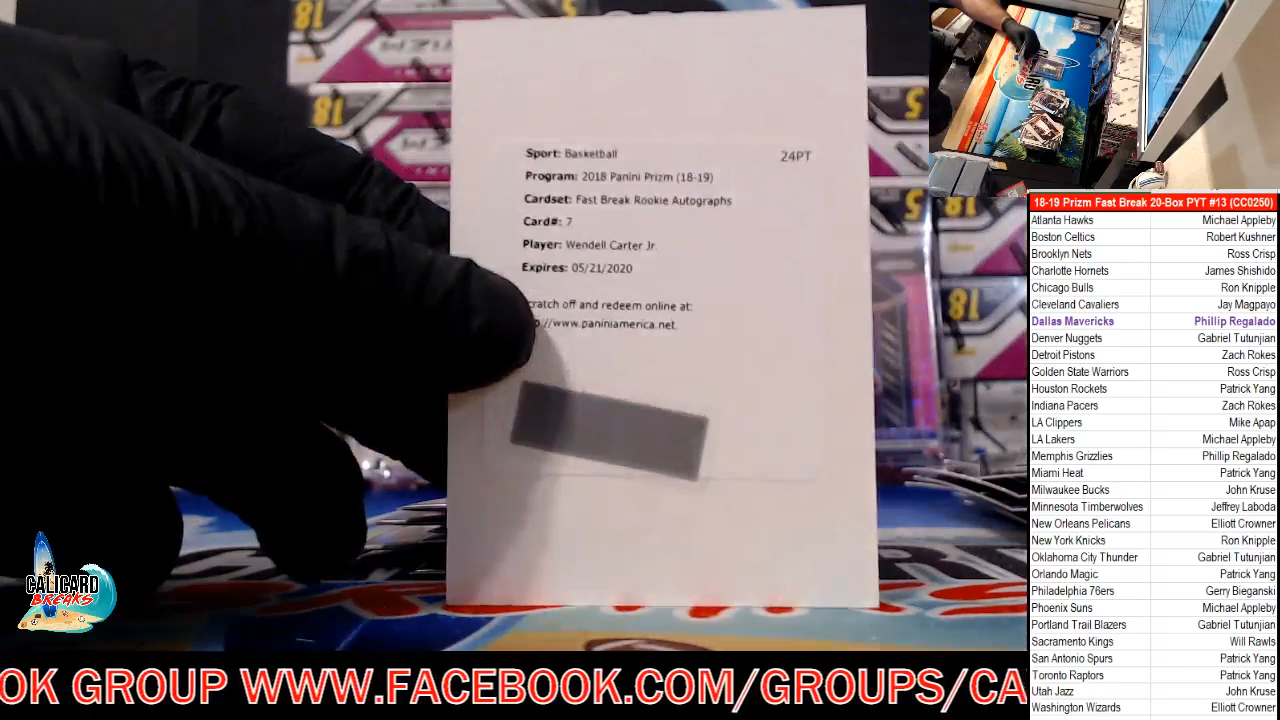 Sport: Basketball
24PT
Program: 2018 Panini Prizm (18-19)
Cardset: Fast Break Rookie Autographs
Card#: 7
Player: Wendell Carter Jr.
Expires: 05/21/2020
ratch off and redeem online at:
//www.paniniamerica.net.
18
18
18
5
5
18
CALICARD
BREAKS
18-19 Prizm Fast Break 20-Box PYT #13 (CC0250)
Atlanta Hawks Michael Appleby
Boston Celtics Robert Kushner
Brooklyn Nets Ross Crisp
Charlotte Hornets James Shishido
Chicago Bulls Ron Knipple
Cleveland Cavaliers Jay Magpayo
Dallas Mavericks Phillip Regalado
Denver Nuggets Gabriel Tutunjian
Detroit Pistons Zach Rokes
Golden State Warriors Ross Crisp
Houston Rockets Patrick Yang
Indiana Pacers Zach Rokes
LA Clippers Mike Apap
LA Lakers Michael Appleby
Memphis Grizzlies Phillip Regalado
Miami Heat Patrick Yang
Milwaukee Bucks John Kruse
Minnesota Timberwolves Jeffrey Laboda
New Orleans Pelicans Elliott Crowner
New York Knicks Ron Knipple
Oklahoma City Thunder Gabriel Tutunjian
Orlando Magic Patrick Yang
Philadelphia 76ers Gerry Bieganski
Phoenix Suns Michael Appleby
Portland Trail Blazers Gabriel Tutunjian
Sacramento Kings Will Rawls
San Antonio Spurs Patrick Yang
Toronto Raptors Patrick Yang
Utah Jazz John Kruse
Washington Wizards Elliott Crowner
OK GROUP WWW.FACEBOOK.COM/GROUPS/CA